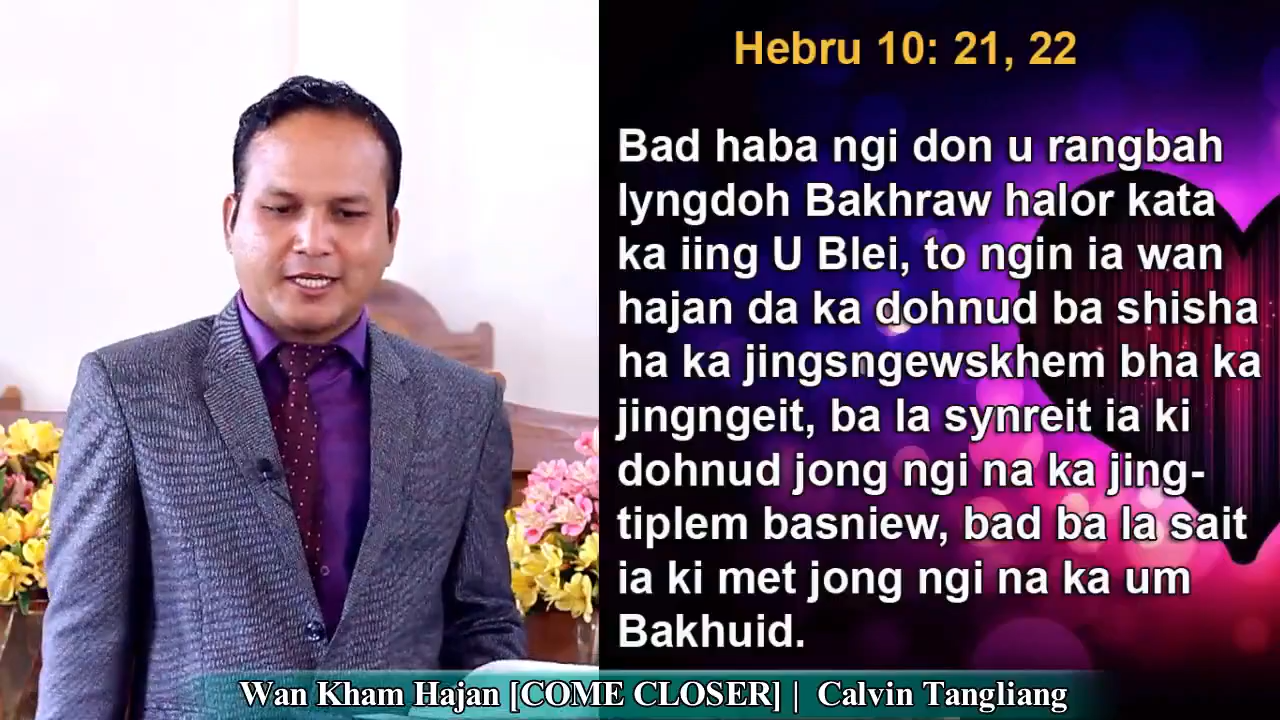 Hebru 10: 21, 22
Bad haba ngi don u rangbah
lyngdoh Bakhraw halor kata
ka iing U Blei, to ngin ia wan
hajan da ka dohnud ba shisha
ha ka jingsngewskhem bha ka
jingngeit, ba la synreit ia ki
dohnud jong ngi na ka jing-
tiplem basniew, bad ba la sait
ia ki met jong ngi na ka um
Bakhuid.
Wan Kham Hajan [COME CLOSER] | Calvin Tangliang